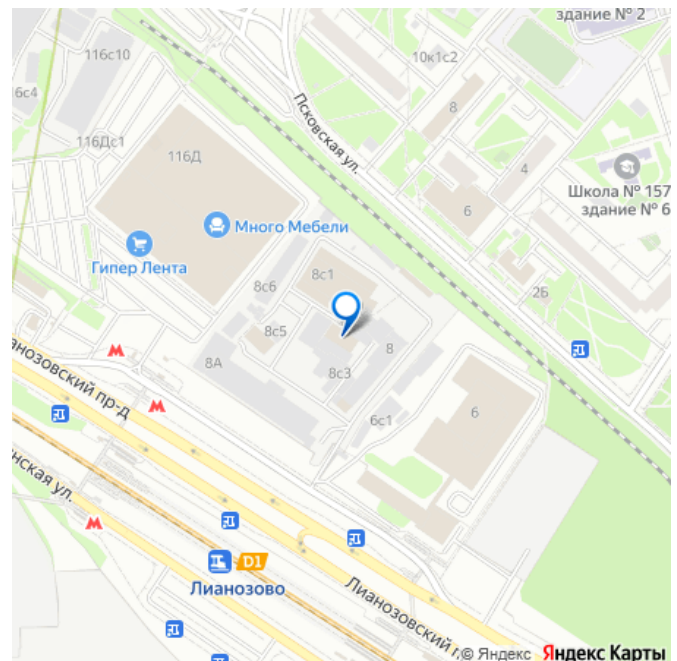 здание № 2
116с10
10к1с2
6с4
8
Псковская ул.
116Дс1
116Д
4
Школа № 157
здание № 6
6
Много Мебели
Гипер Лента
8с1
8с6
2Б
8с5
8
8А
8с3
анозовский пр-д
6с1
6
нская ул.
D1
Лианозово
Лианозовский п
© Яндекс Яндекс Карты